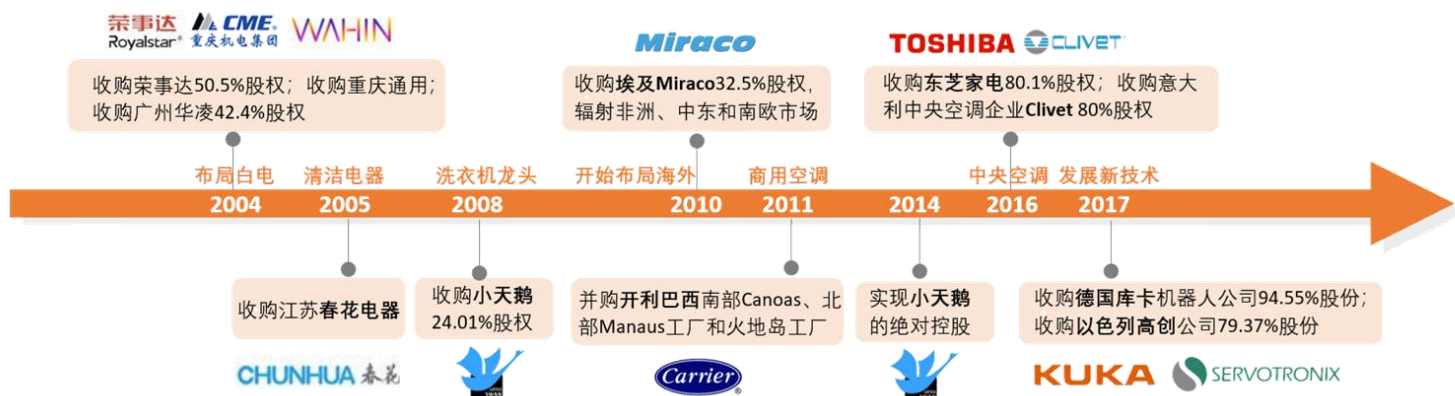 荣事达
Royalstar®
CME®
重庆机电集团
WAHIN
Miraco
TOSHIBA
CLIVET
收购荣事达50.5%股权；收购重庆通用；
收购广州华凌42.4%股权
收购埃及Miraco32.5%股权，
辐射非洲、中东和南欧市场
收购东芝家电80.1%股权；收购意大
利中央空调企业Clivet 80%股权
布局白电
清洁电器
洗衣机龙头
开始布局海外
商用空调
中央空调
发展新技术
2004
2005
2008
2010
2011
2014
2016
2017
收购江苏春花电器
收购小天鹅
24.01%股权
并购开利巴西南部Canoas、北
部Manaus工厂和火地岛工厂
实现小天鹅
的绝对控股
收购德国库卡机器人公司94.55%股份；
收购以色列高创公司79.37%股份
CHUNHUA 春花
Carrier®
KUKA
SERVOTRONIX